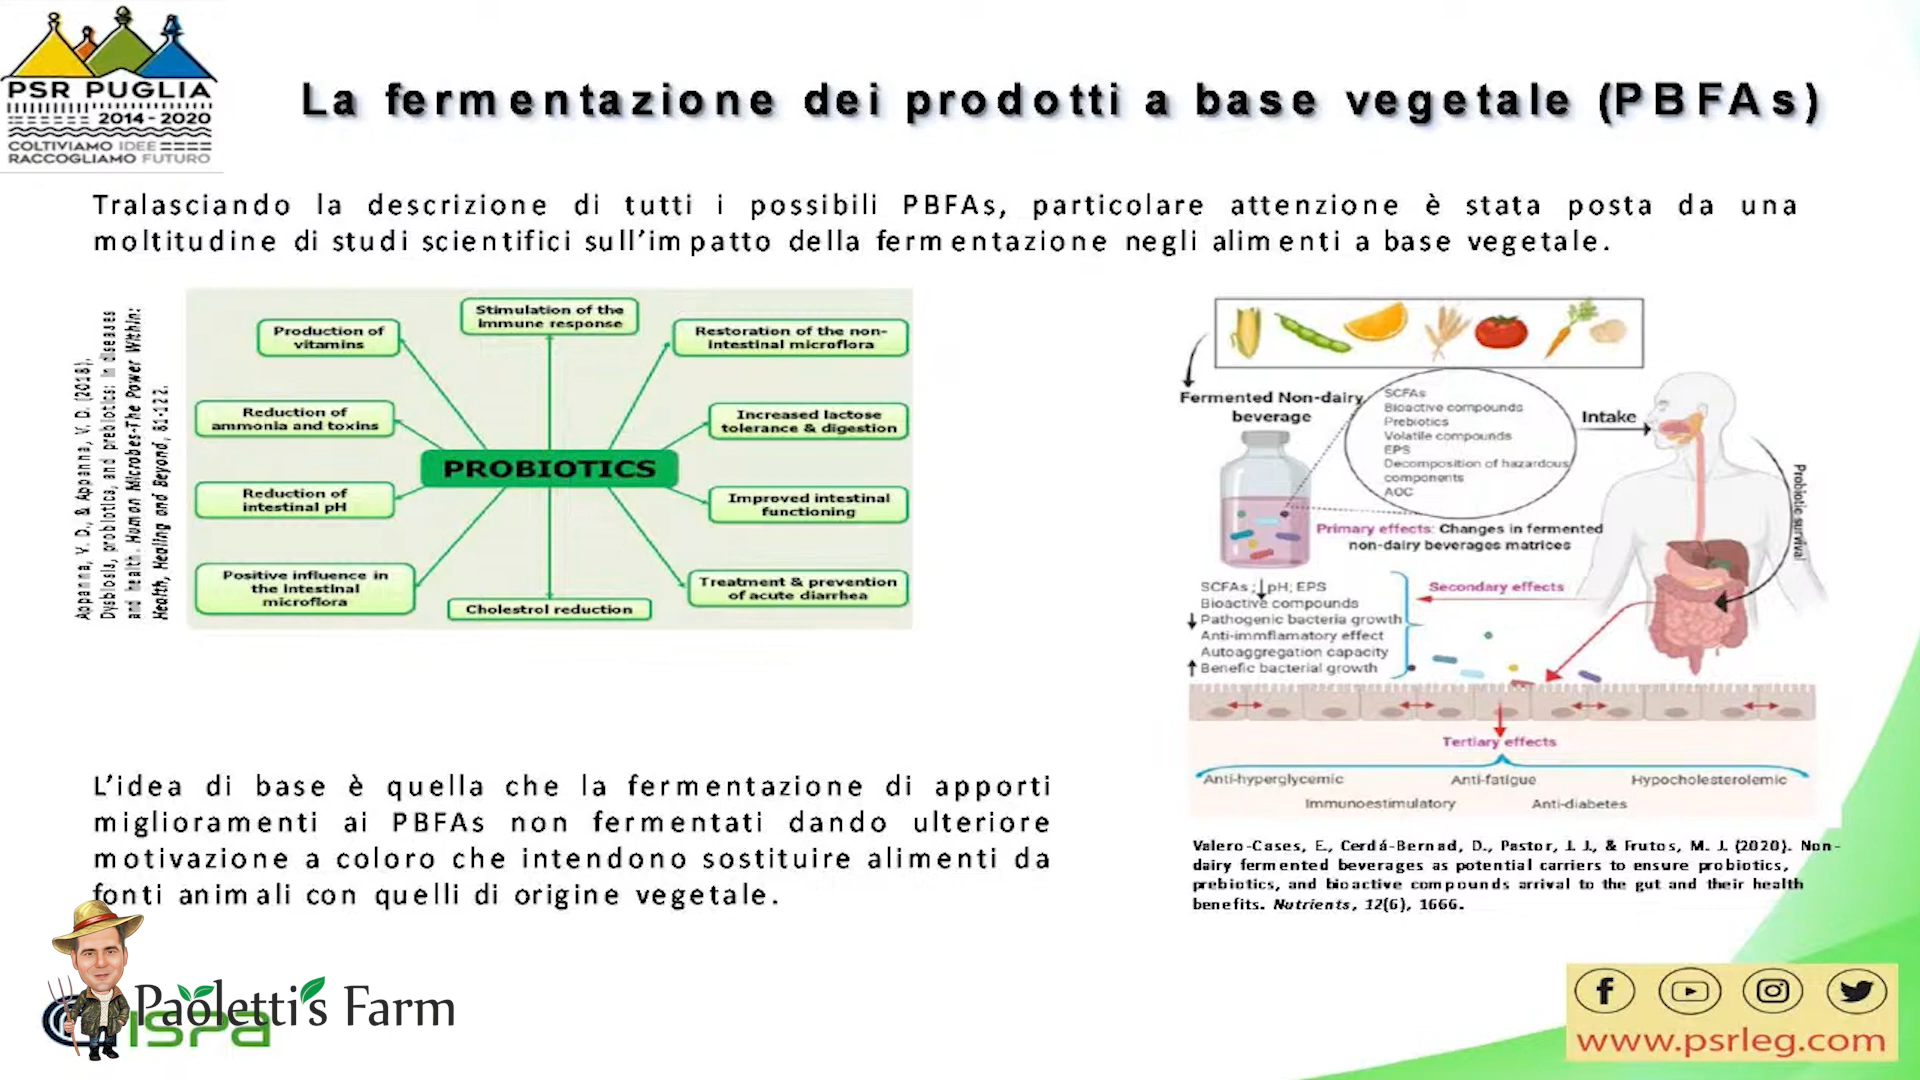 PSR PUGLIA
2014 - 2020
COLTIVIAMO IDEE
RACCOGLIAMO FUTURO
La fermentazione dei prodotti a base vegetale (PBFAs)
Tralasciando la descrizione di tutti i possibili PBFAs, particolare attenzione è stata posta da una
moltitudine di studi scientifici sull'impatto della fermentazione negli alimenti a base vegetale.
Appanna, V. D., & Appanna, V. D. (2018).
Dysbiosis, probiotics, and prebiotics: in diseases
and health. Human Microbes-The Power Within:
Health, Healing and Beyond, 81-122.
Stimulation of the
immune response
Production of
vitamins
Restoration of the non-
intestinal microflora
Reduction of
ammonia and toxins
Increased lactose
tolerance & digestion
PROBIOTICS
Reduction of
intestinal pH
Improved intestinal
functioning
Positive influence in
the intestinal
microflora
Treatment & prevention
of acute diarrhea
Cholestrol reduction
Fermented Non-dairy
beverage
SCFAs
Bioactive compounds
Prebiotics
Volatile compounds
EPS
Decomposition of hazardous
components
AOC
Intake
Probiotic survival
Primary effects: Changes in fermented
non-dairy beverages matrices
SCFAs ;↓pH; EPS
Bioactive compounds
↓ Pathogenic bacteria growth
Anti-immflamatory effect
Autoaggregation capacity
↑ Benefic bacterial growth
Secondary effects
Tertiary effects
Anti-hyperglycemic Anti-fatigue Hypocholesterolemic
Immunoestimulatory Anti-diabetes
L'idea di base è quella che la fermentazione di apporti
miglioramenti ai PBFAs non fermentati dando ulteriore
motivazione a coloro che intendono sostituire alimenti da
fonti animali con quelli di origine vegetale.
Valero-Cases, E., Cerdá-Bernad, D., Pastor, J. J., & Frutos, M. J. (2020). Non-
dairy fermented beverages as potential carriers to ensure probiotics,
prebiotics, and bioactive compounds arrival to the gut and their health
benefits. Nutrients, 12(6), 1666.
Paoletti's Farm
ispa
www.psrleg.com